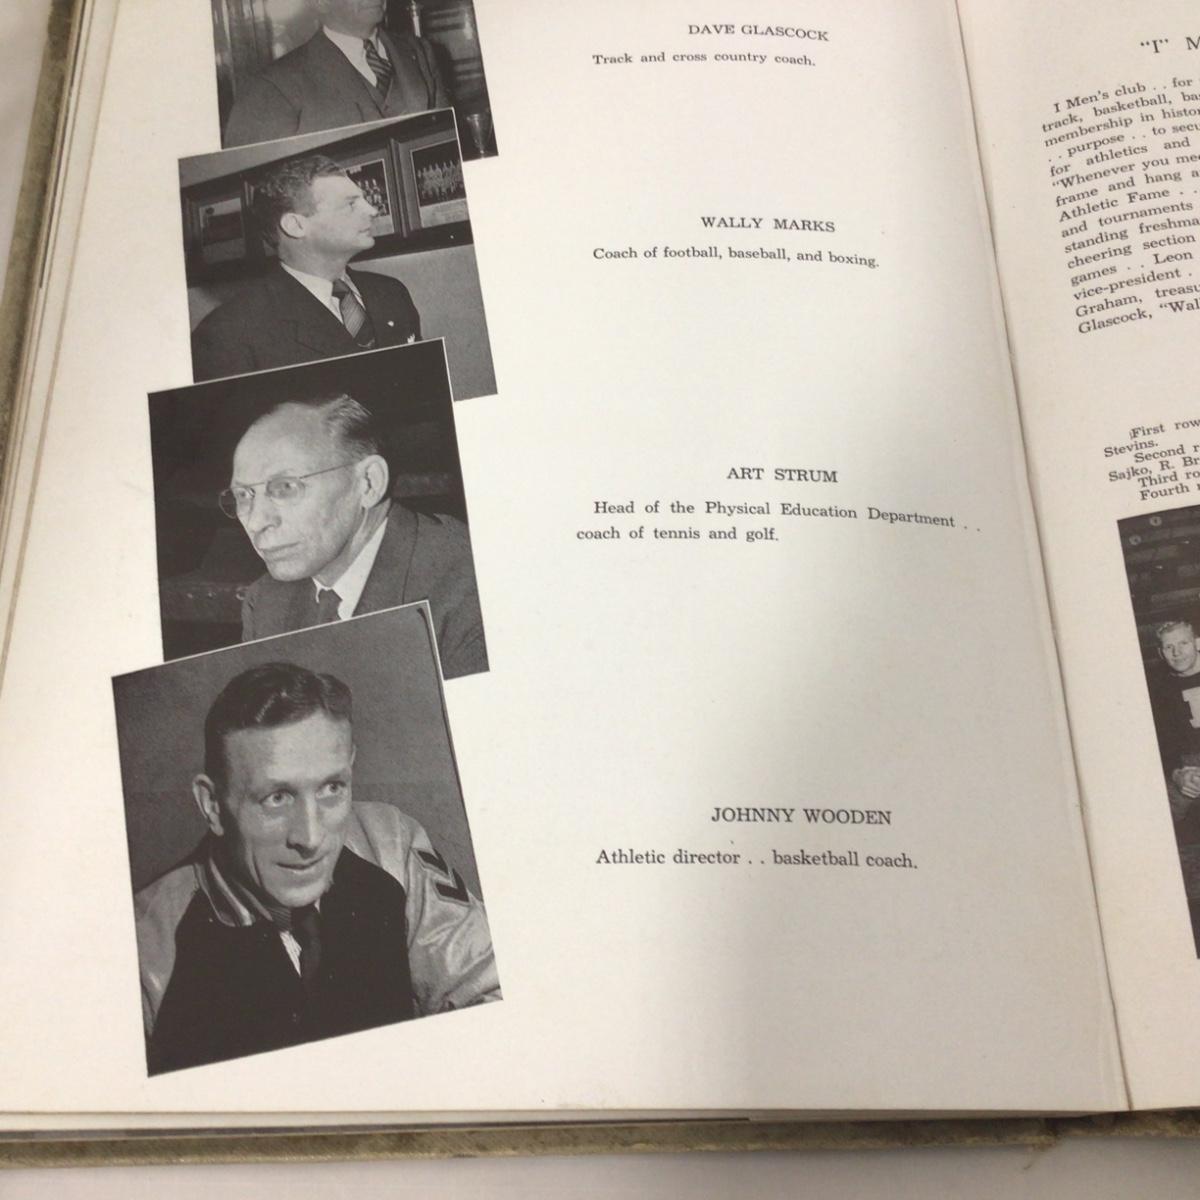 DAVE GLASCOCK
Track and cross country coach.
WALLY MARKS
Coach of football, baseball, and boxing.
ART STRUM
Head of the Physical Education Department . .
coach of tennis and golf.
JOHNNY WOODEN
Athletic director . . basketball coach.
"I" M
I Men's club . . for
track, basketball, bas
membership in histor
. . purpose . . to secu
for athletics and
"Whenever you mee
frame and hang a
Athletic Fame . .
and tournaments
standing freshma
cheering section
games . . Leon
vice-president .
Graham, treasu
Glascock, "Wal
First row
Stevins.
Second r
Sajko, R. Br
Third ro
Fourth r